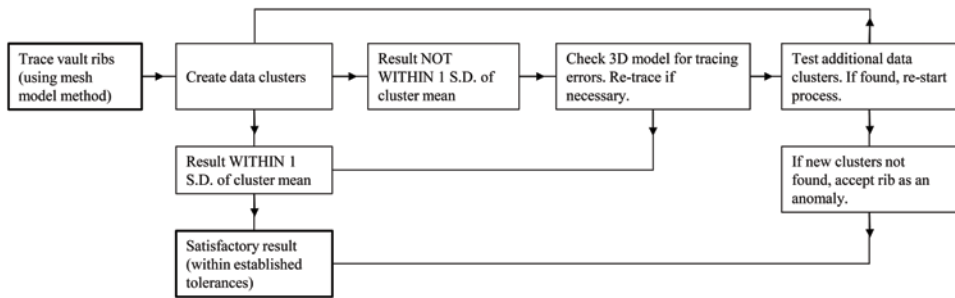 Trace vault ribs
(using mesh
model method)
Create data clusters
Result NOT
WITHIN 1 S.D. of
cluster mean
Check 3D model for tracing
errors. Re-trace if
necessary.
Test additional data
clusters. If found, re-start
process.
Result WITHIN 1
S.D. of cluster mean
If new clusters not
found, accept rib as an
anomaly.
Satisfactory result
(within established
tolerances)